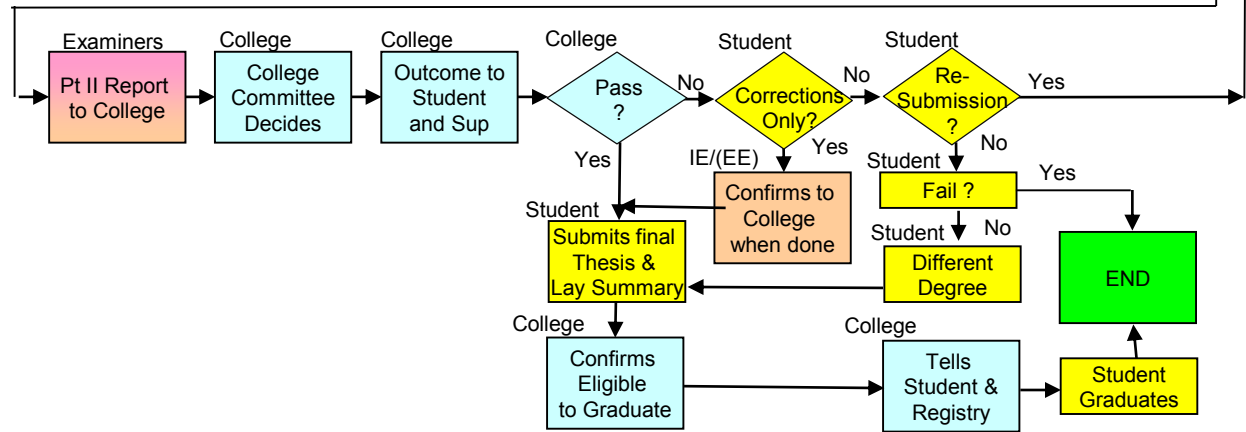 Examiners
Pt II Report
to College
College
College
Committee
Decides
College
Outcome to
Student
and Sup
College
Pass
?
No
Yes
Student
Corrections
Only?
No
Yes
Student
Re-
Submission
?
Yes
No
IE/(EE)
Confirms to
College
when done
Student
Fail ?
Yes
No
Student
Submits final
Thesis &
Lay Summary
Student
Different
Degree
END
College
Confirms
Eligible
to Graduate
College
Tells
Student &
Registry
Student
Graduates